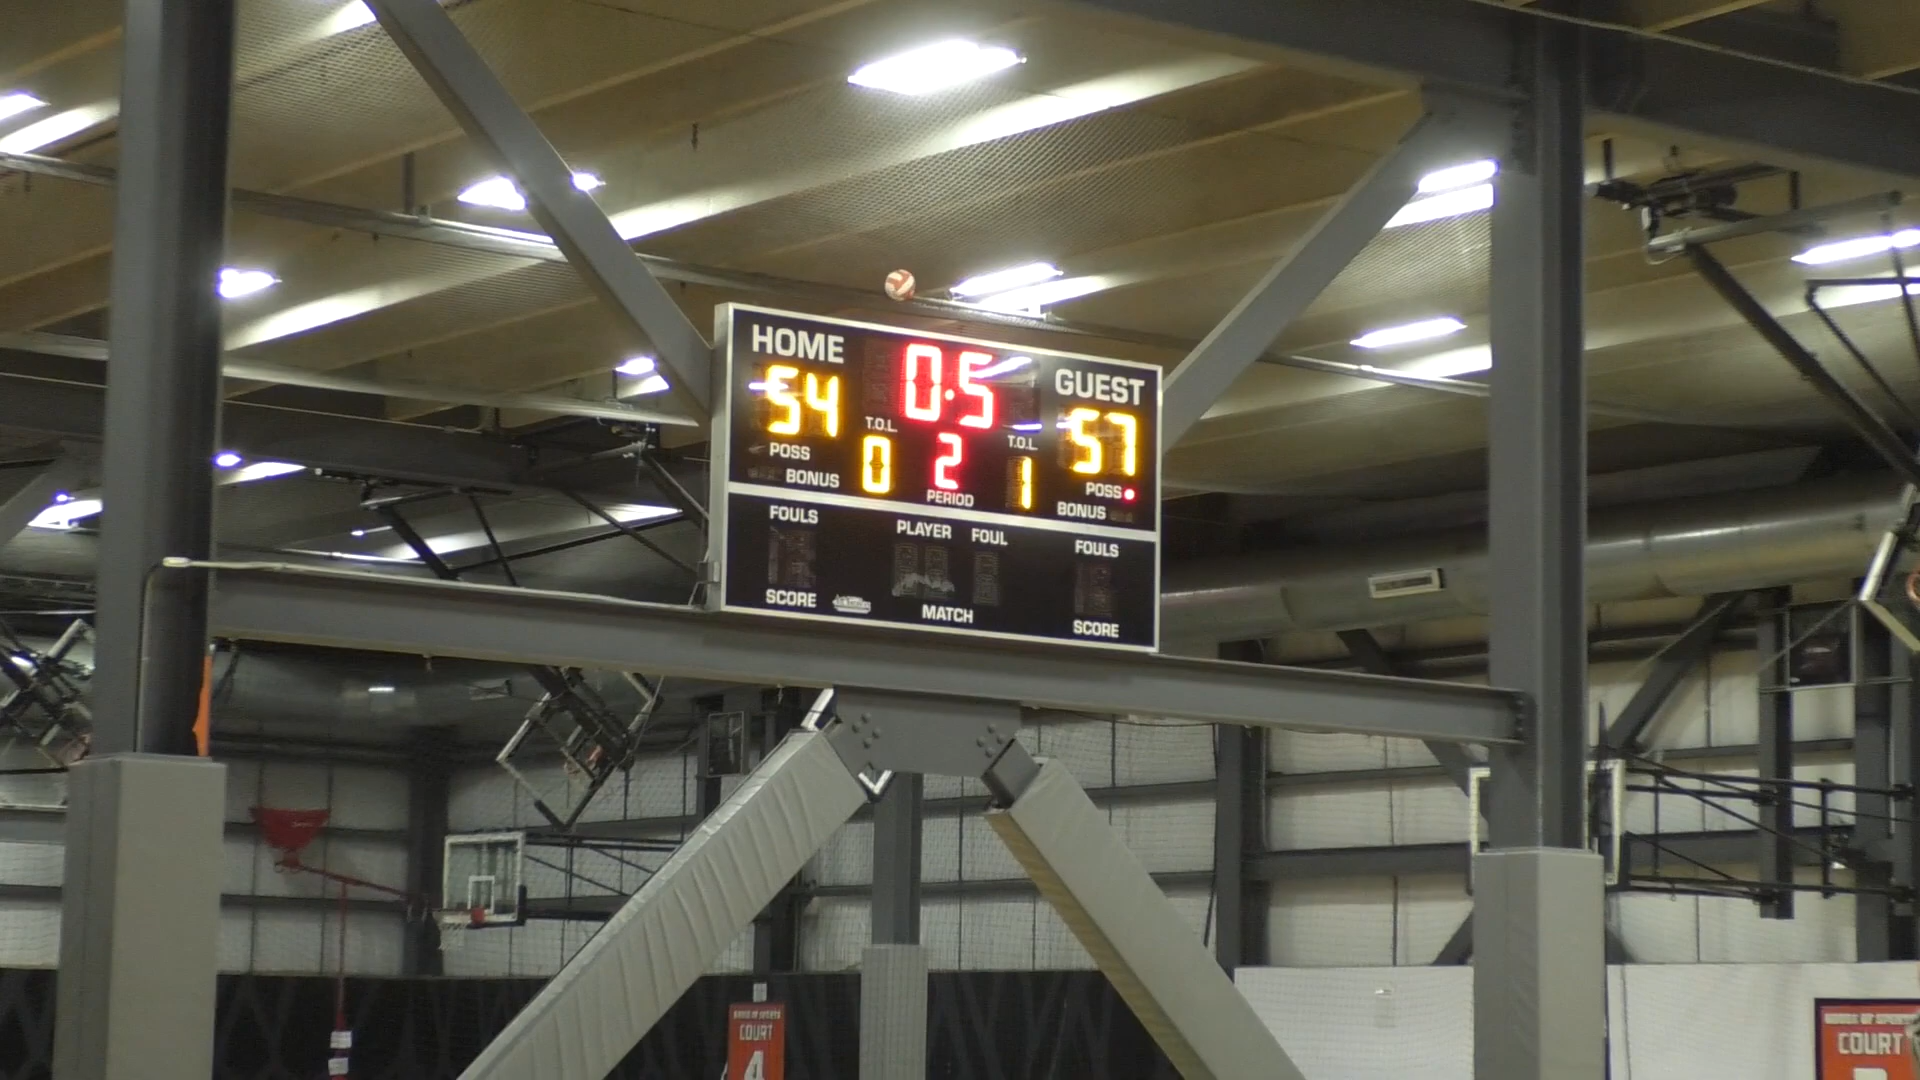 HOME
0.5
GUEST
54
57
T.O.L.
T.O.L.
POSS
0
2
1
POSS
BONUS
PERIOD
BONUS
FOULS
PLAYER FOUL
FOULS
SCORE
MATCH
SCORE
COURT
4
COURT